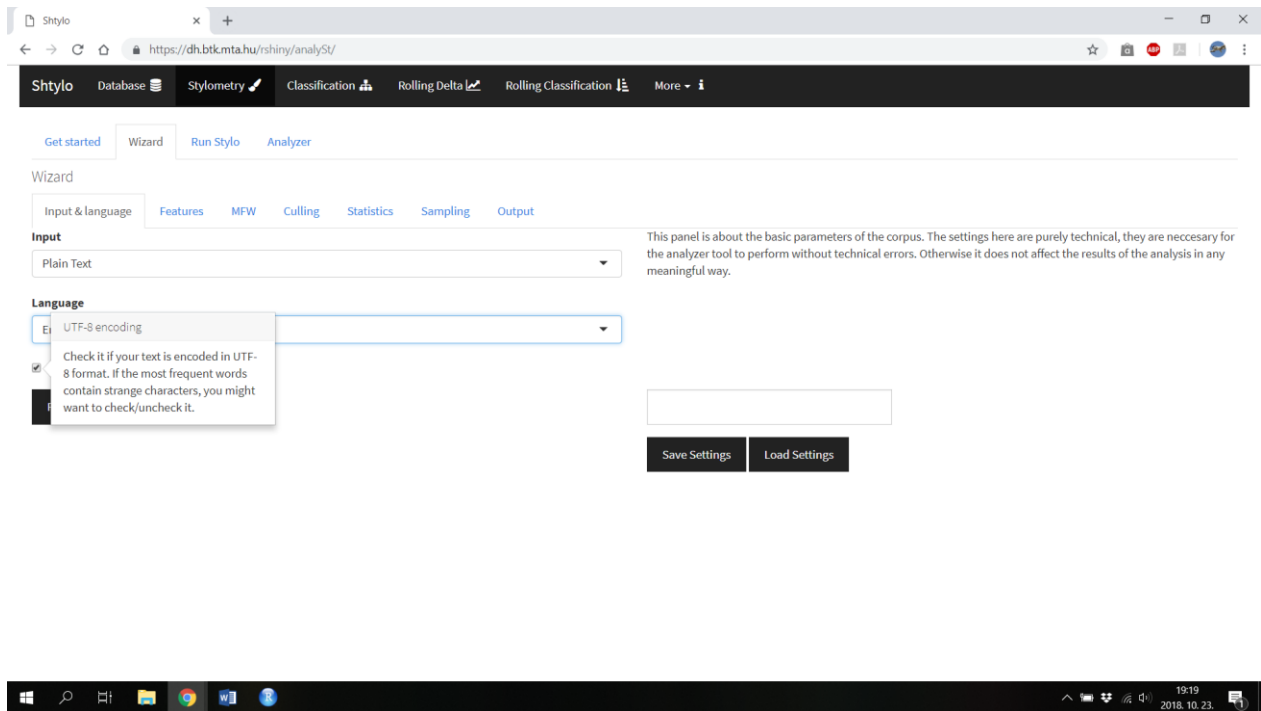 Shtylo
https://dh.btk.mta.hu/rshiny/analySt/
ABP
Shtylo Database Stylometry Classification Rolling Delta Rolling Classification More
Get started Wizard Run Stylo Analyzer
Wizard
Input & language Features MFW Culling Statistics Sampling Output
Input
Plain Text
Language
UTF-8 encoding
Check it if your text is encoded in UTF-
8 format. If the most frequent words
contain strange characters, you might
want to check/uncheck it.
This panel is about the basic parameters of the corpus. The settings here are purely technical, they are neccesary for
the analyzer tool to perform without technical errors. Otherwise it does not affect the results of the analysis in any
meaningful way.
Save Settings Load Settings
19:19
2018. 10. 23.